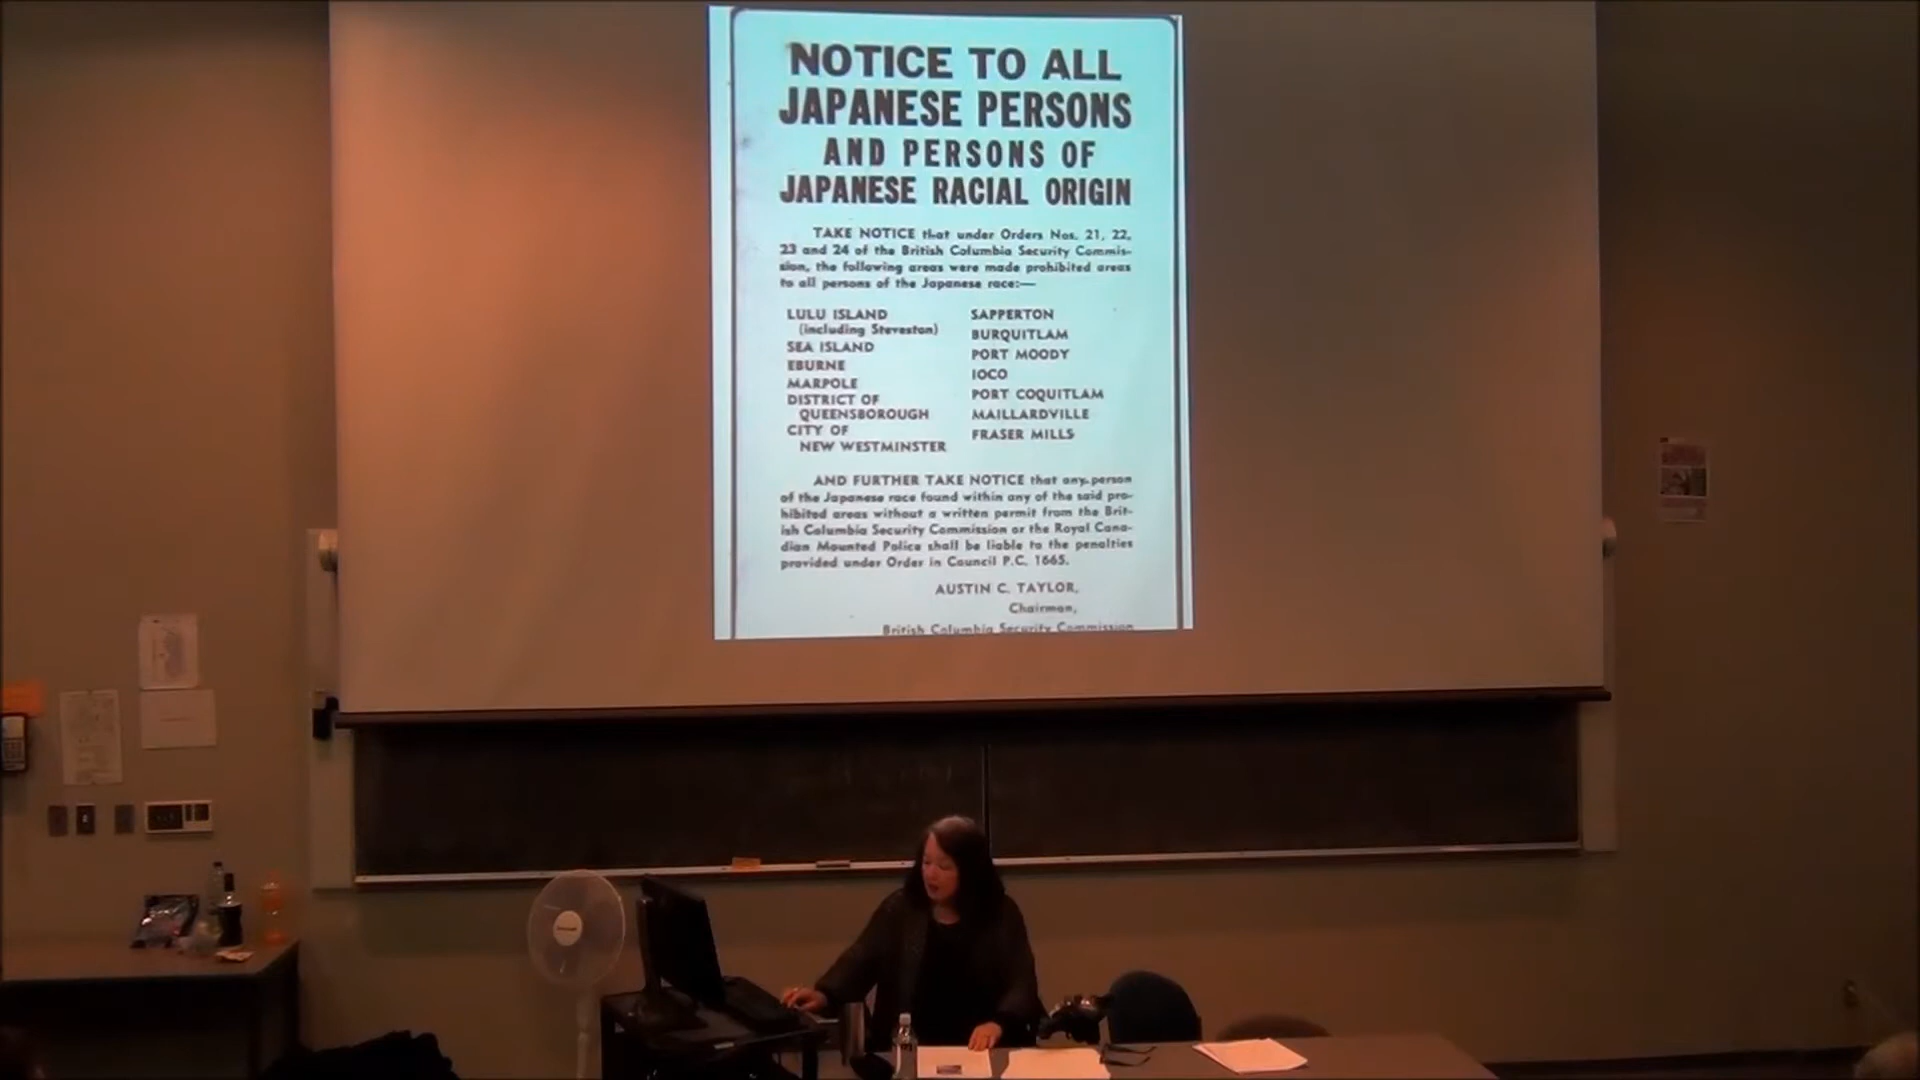 NOTICE TO ALL
JAPANESE PERSONS
AND PERSONS OF
JAPANESE RACIAL ORIGIN
TAKE NOTICE that under Orders Nos. 21, 22,
23 and 24 of the British Columbia Security Commis-
sion, the following areas were made prohibited areas
to all persons of the Japanese race:—
LULU ISLAND
(including Steveston)
SEA ISLAND
EBURNE
MARPOLE
DISTRICT OF
QUEENSBOROUGH
CITY OF
NEW WESTMINSTER
SAPPERTON
BURQUITLAM
PORT MOODY
IOCO
PORT COQUITLAM
MAILLARDVILLE
FRASER MILLS
AND FURTHER TAKE NOTICE that any person
of the Japanese race found within any of the said pro-
hibited areas without a written permit from the Brit-
ish Columbia Security Commission or the Royal Cana-
dian Mounted Police shall be liable to the penalties
provided under Order in Council P.C. 1665.
AUSTIN C. TAYLOR,
Chairman,
British Columbia Security Commission